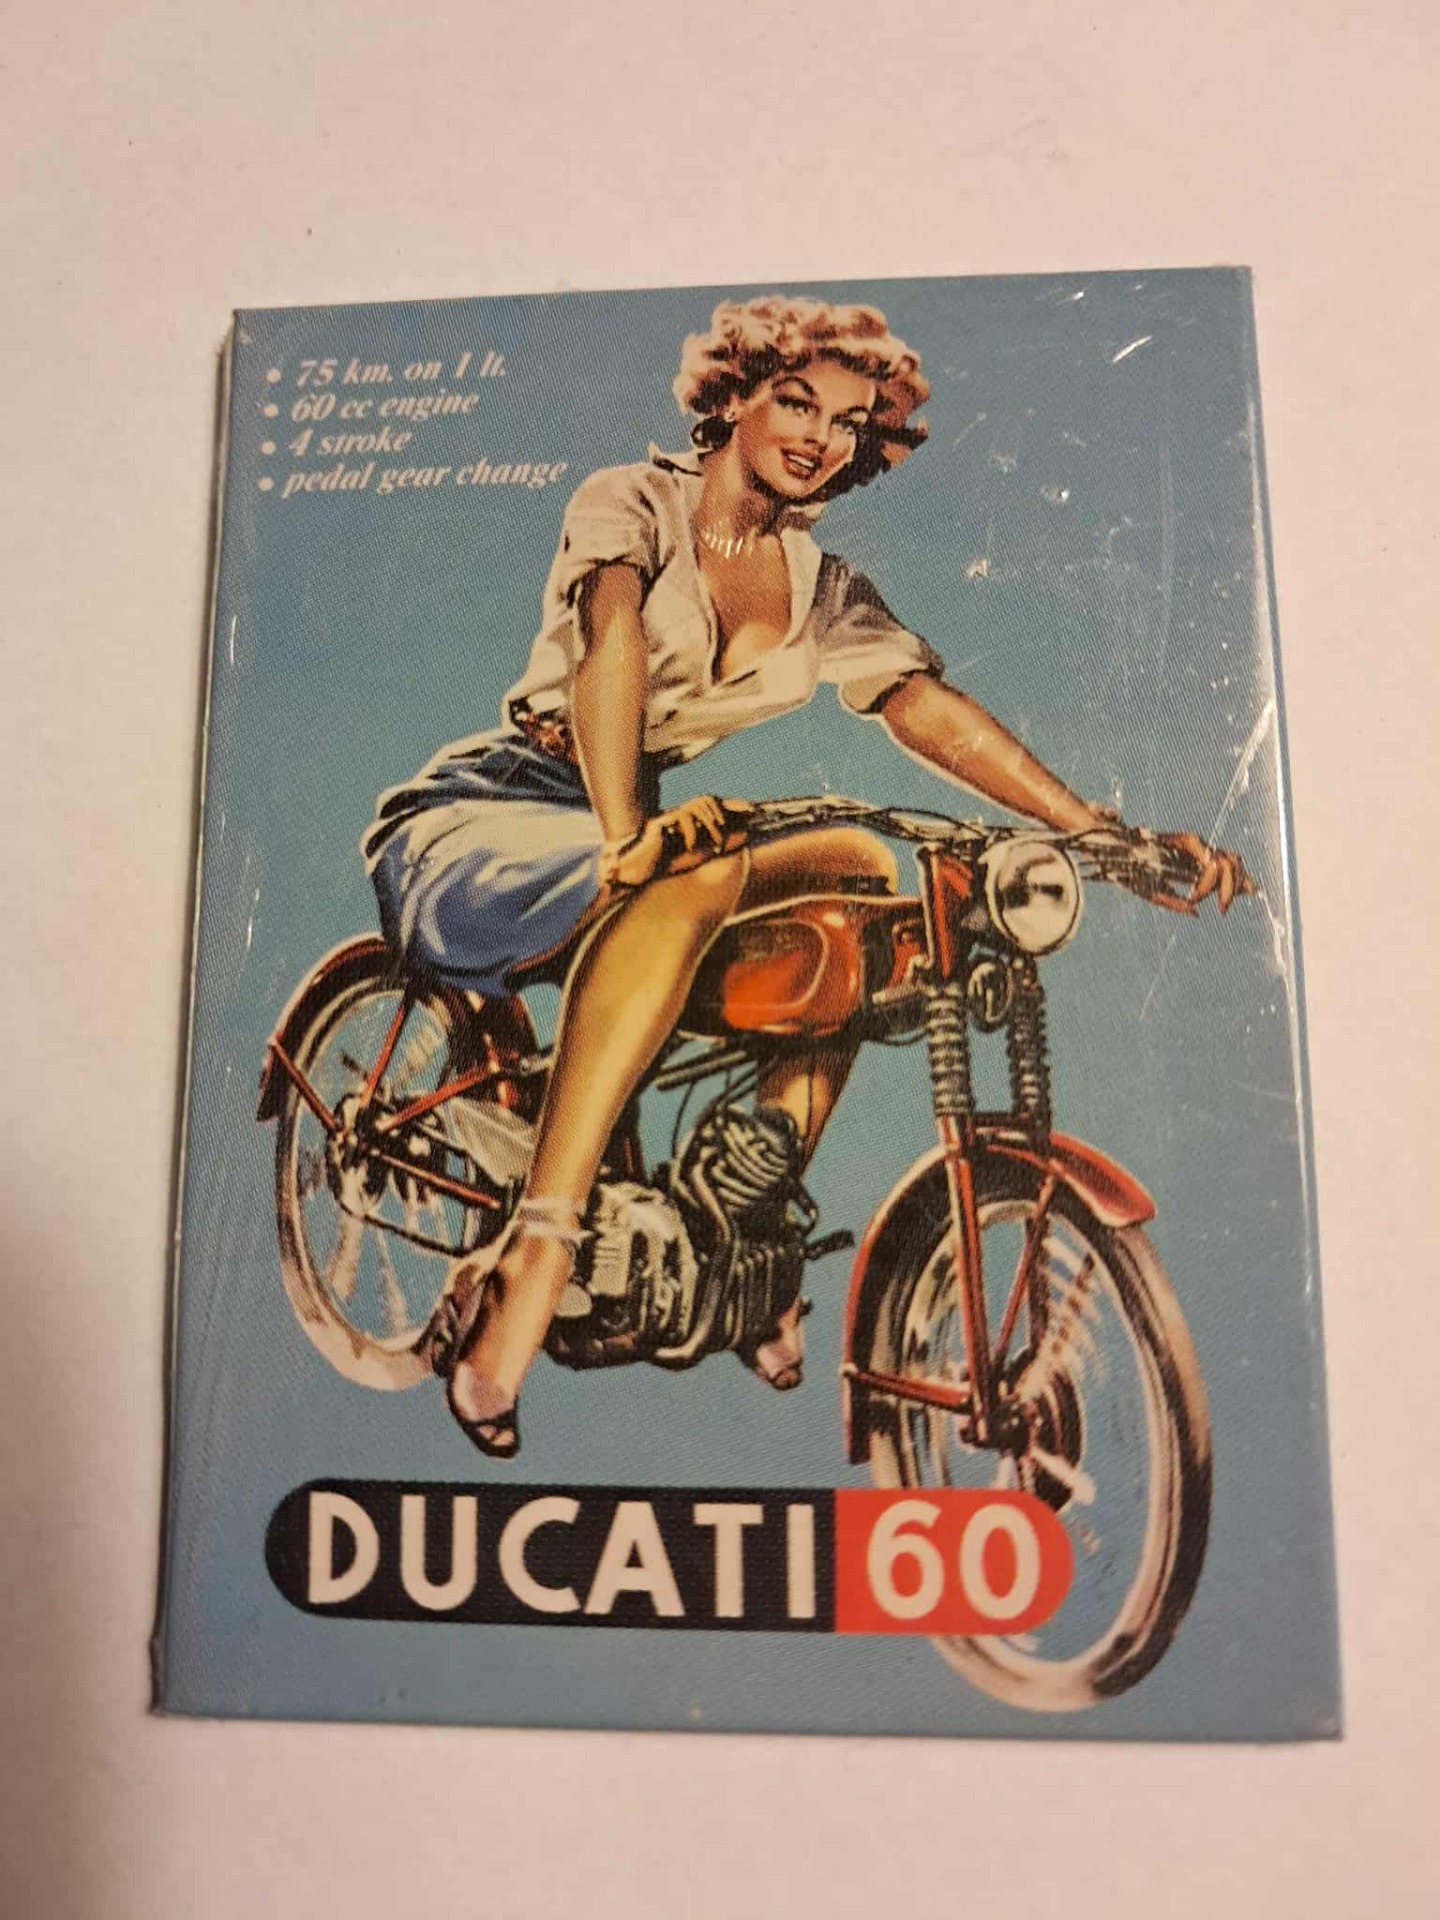 • 75 km. on 1 lt.
• 60 cc engine
• 4 stroke
• pedal gear change
DUCATI 60